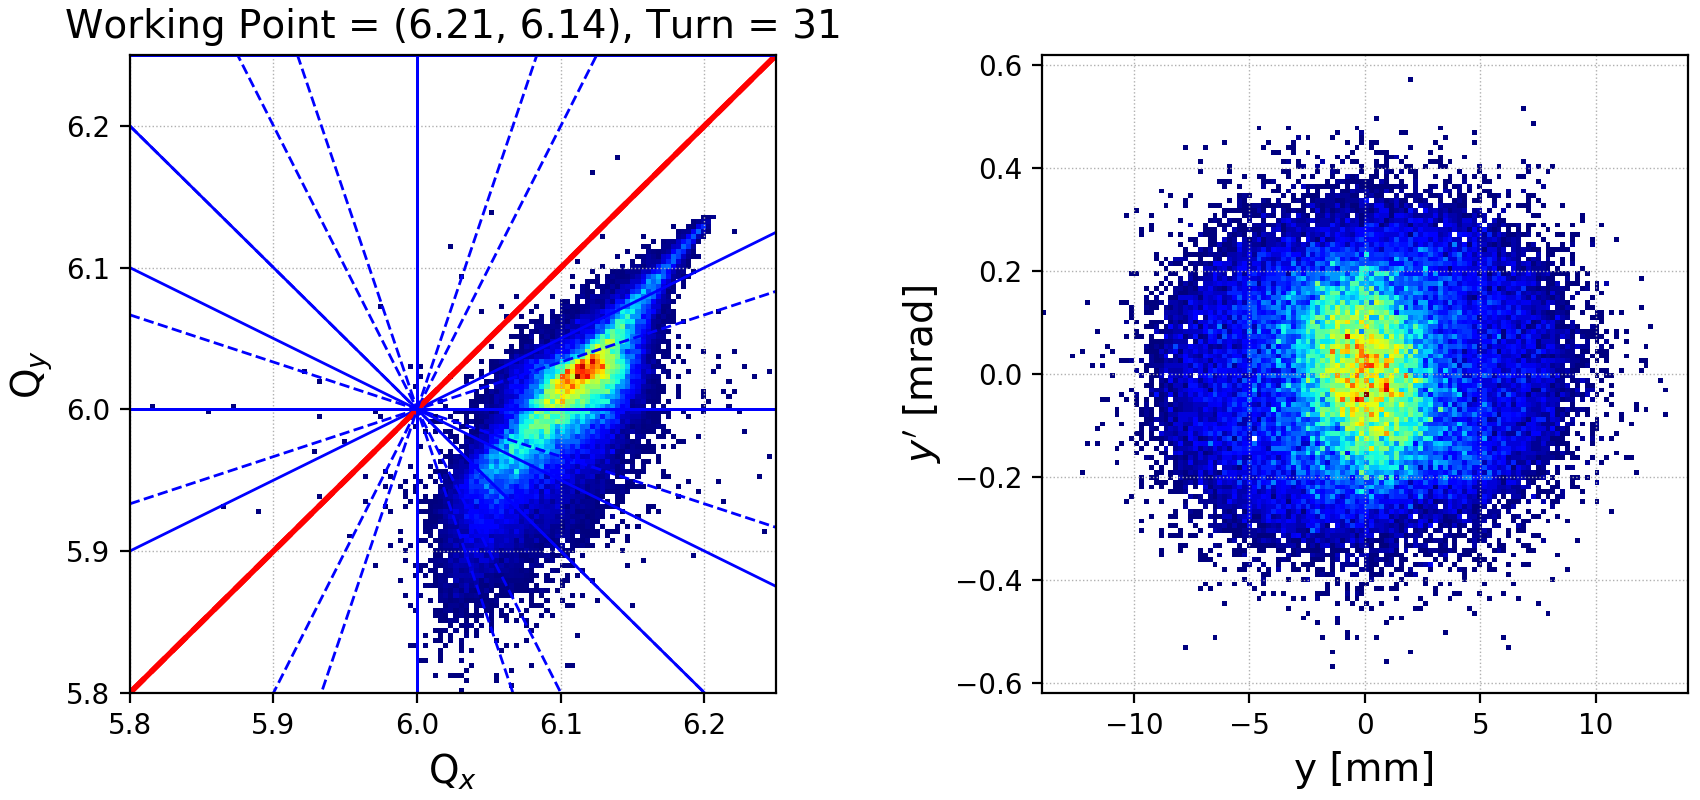 Working Point = (6.21, 6.14), Turn = 31
6.2
6.1
6.0
5.9
5.8
Qy
5.8 5.9 6.0 6.1 6.2
Qx
0.6
0.4
0.2
0.0
−0.2
−0.4
−0.6
y′ [mrad]
−10 −5 0 5 10
y [mm]